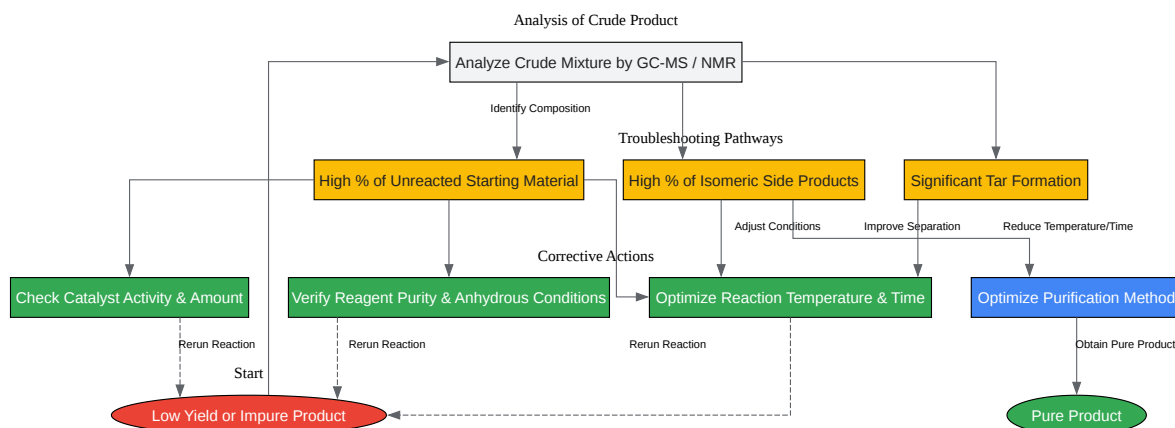 Analysis of Crude Product
Analyze Crude Mixture by GC-MS / NMR
Identify Composition
Troubleshooting Pathways
High % of Unreacted Starting Material
High % of Isomeric Side Products
Significant Tar Formation
Adjust Conditions
Improve Separation
Reduce Temperature/Time
Corrective Actions
Check Catalyst Activity & Amount
Verify Reagent Purity & Anhydrous Conditions
Optimize Reaction Temperature & Time
Optimize Purification Method
Rerun Reaction
Rerun Reaction
Rerun Reaction
Obtain Pure Product
Start
Low Yield or Impure Product
Pure Product